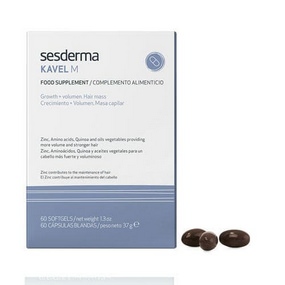 sesderma
KAVEL M
FOOD SUPPLEMENT / COMPLEMENTO ALIMENTICIO
Growth + volumen. Hair mass
Crecimiento + Volumen. Masa capilar
Zinc, Amino acids, Quinoa and oils vegetables providing
more volume and stronger hair
Zinc, Aminoácidos, Quinoa y aceites vegetales para un
cabello más fuerte y voluminoso
Zinc contributes to the maintenance of hair
El Zinc contribuye al mantenimiento del cabello
60 SOFTGELS / net weight 1.3 oz
60 CÁPSULAS BLANDAS / peso neto 37 g